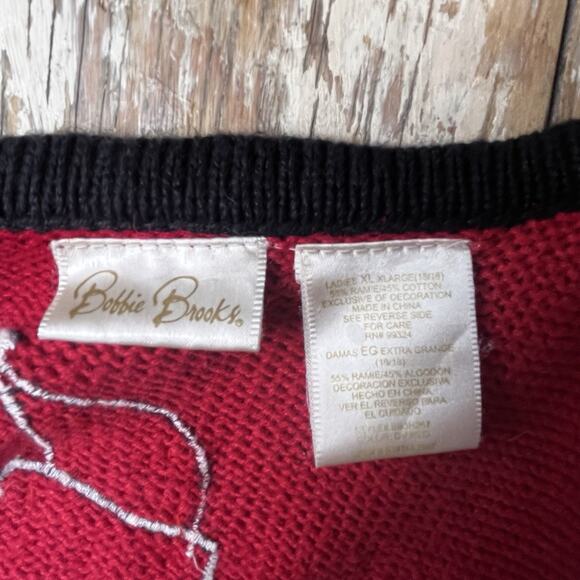 Bobbie Brooks®
LADIES XL XLARGE(16/18)
55% RAMIE/45% COTTON
EXCLUSIVE OF DECORATION
MADE IN CHINA
SEE REVERSE SIDE
FOR CARE
RN# 99324
DAMAS EG EXTRA GRANDE
(16/18)
55% RAMIE/45% ALGODON
DECORACION EXCLUSIVA
HECHO EN CHINA
VER EL REVERSO PARA
EL CUIDADO